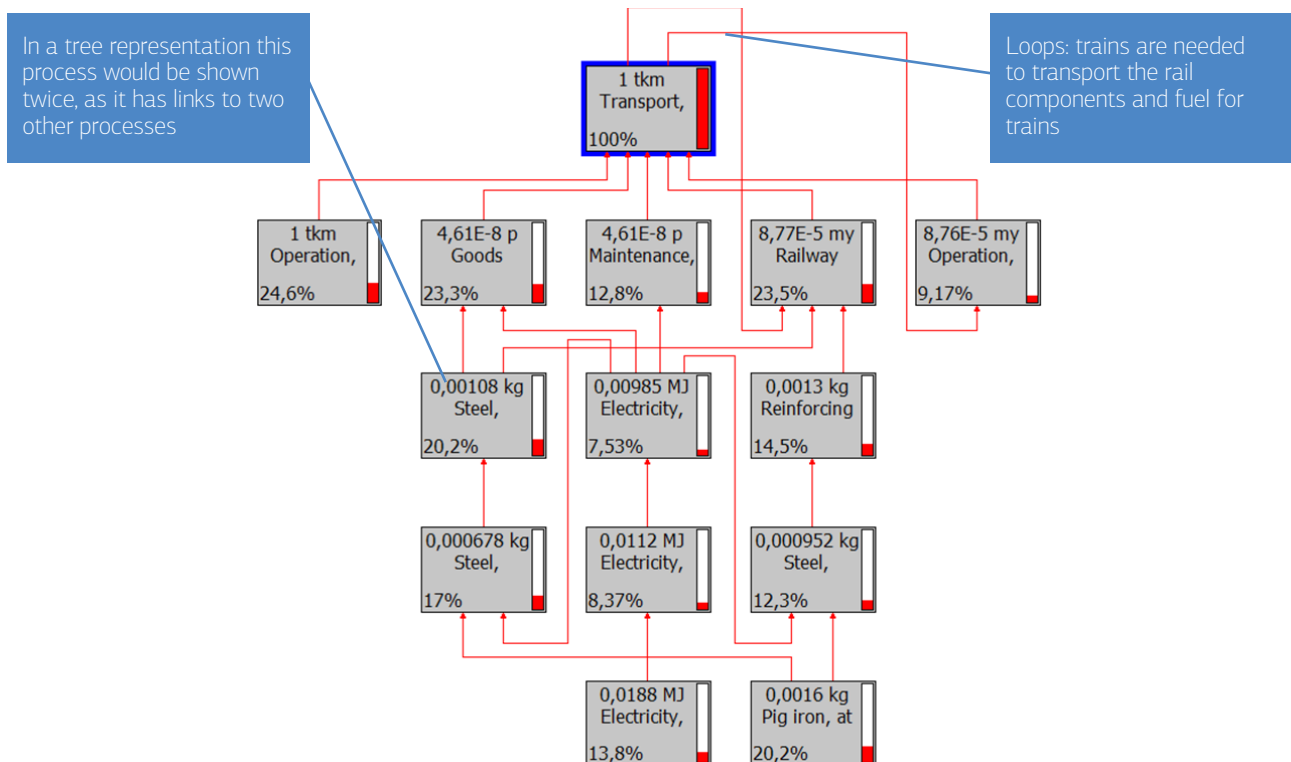 In a tree representation this
process would be shown
twice, as it has links to two
other processes
Loops: trains are needed
to transport the rail
components and fuel for
trains
1 tkm
Transport,
100%
1 tkm
Operation,
24,6%
4,61E-8 p
Goods
23,3%
4,61E-8 p
Maintenance,
12,8%
8,77E-5 my
Railway
23,5%
8,76E-5 my
Operation,
9,17%
0,00108 kg
Steel,
20,2%
0,00985 MJ
Electricity,
7,53%
0,0013 kg
Reinforcing
14,5%
0,000678 kg
Steel,
17%
0,0112 MJ
Electricity,
8,37%
0,000952 kg
Steel,
12,3%
0,0188 MJ
Electricity,
13,8%
0,0016 kg
Pig iron, at
20,2%